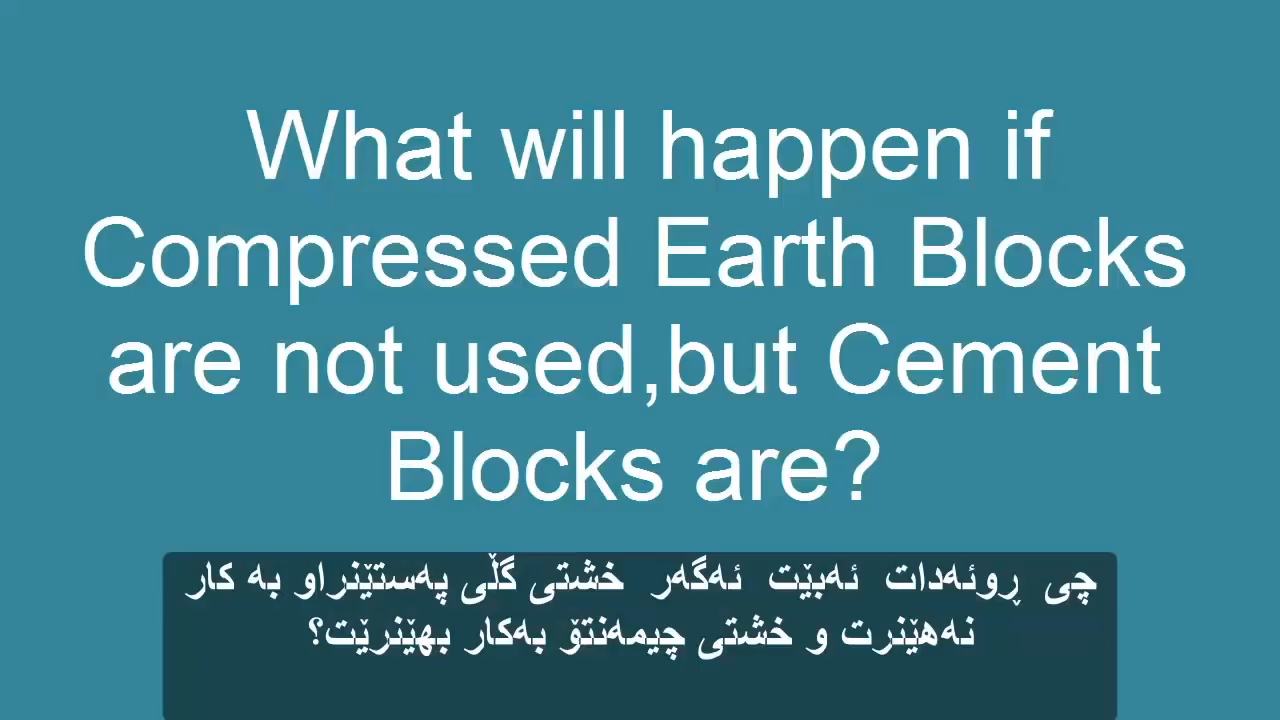 What will happen if
Compressed Earth Blocks
are not used,but Cement
Blocks are?
چی ڕوئەدات ئەبێت ئەگەر خشتی گڵی پەستێنراو بە کار
نەهێنرت و خشتی چیمەنتۆ بەکار بهێنرێت؟